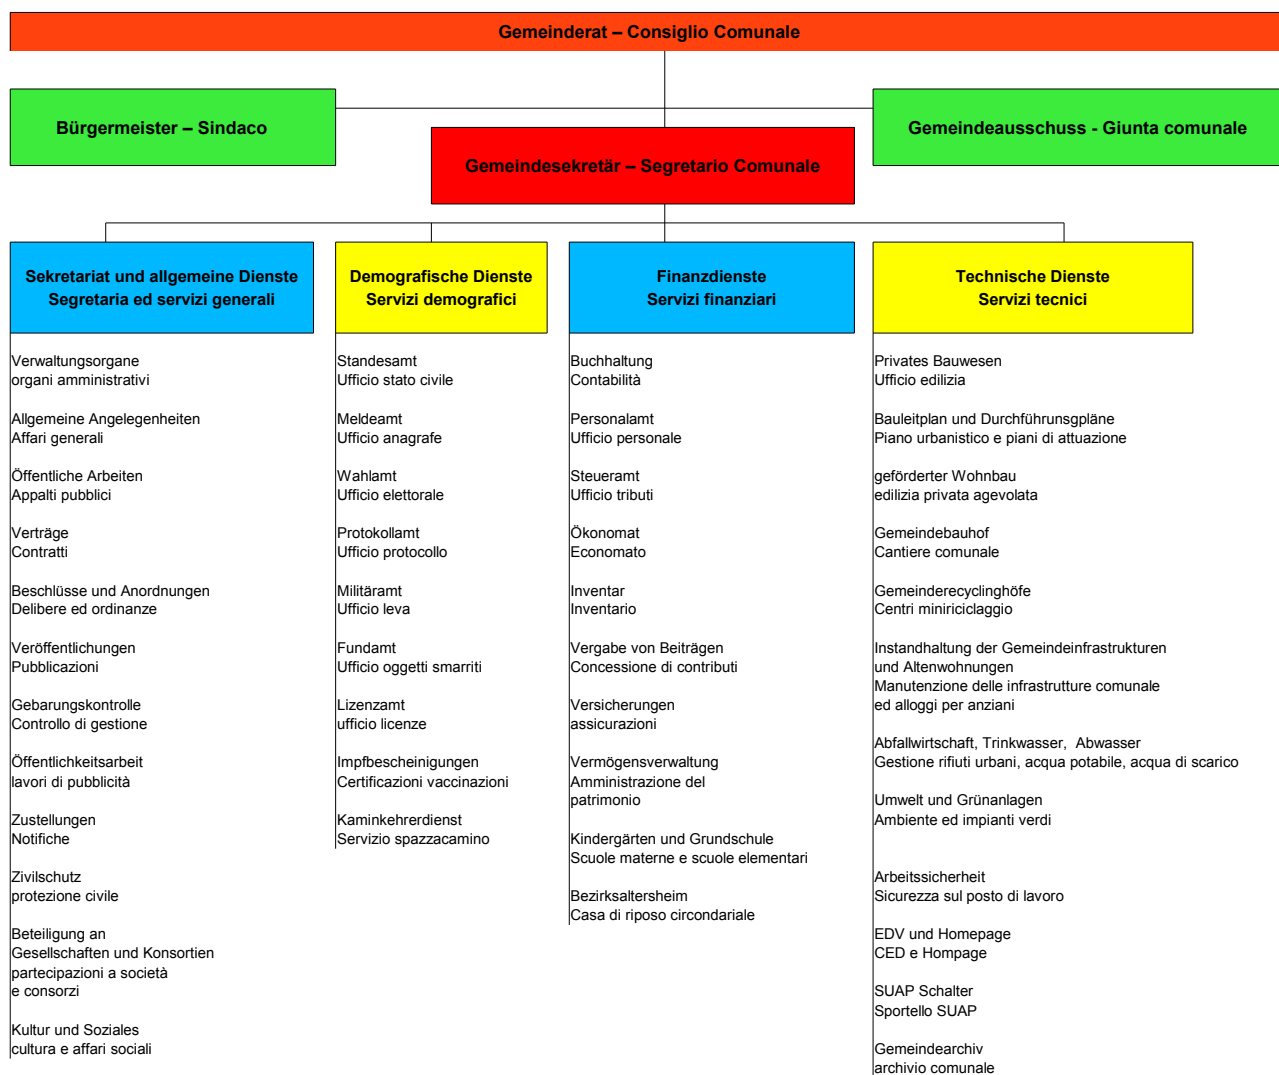 Gemeinderat – Consiglio Comunale
Bürgermeister – Sindaco
Gemeindeausschuss - Giunta comunale
Gemeindesekretär – Segretario Comunale
Sekretariat und allgemeine Dienste
Segretaria ed servizi generali
Verwaltungsorgane
organi amministrativi
Allgemeine Angelegenheiten
Affari generali
Öffentliche Arbeiten
Appalti pubblici
Verträge
Contratti
Beschlüsse und Anordnungen
Delibere ed ordinanze
Veröffentlichungen
Pubblicazioni
Gebarungskontrolle
Controllo di gestione
Öffentlichkeitsarbeit
lavori di pubblicità
Zustellungen
Notifiche
Zivilschutz
protezione civile
Beteiligung an
Gesellschaften und Konsortien
partecipazioni a società
e consorzi
Kultur und Soziales
cultura e affari sociali
Demografische Dienste
Servizi demografici
Standesamt
Ufficio stato civile
Meldeamt
Ufficio anagrafe
Wahlamt
Ufficio elettorale
Protokollamt
Ufficio protocollo
Militäramt
Ufficio leva
Fundamt
Ufficio oggetti smarriti
Lizenzamt
ufficio licenze
Impfbescheinigungen
Certificazioni vaccinazioni
Kaminkehrerdienst
Servizio spazzacamino
Finanzdienste
Servizi finanziari
Buchhaltung
Contabilità
Personalamt
Ufficio personale
Steueramt
Ufficio tributi
Ökonomat
Economato
Inventar
Inventario
Vergabe von Beiträgen
Concessione di contributi
Versicherungen
assicurazioni
Vermögensverwaltung
Amministrazione del
patrimonio
Kindergärten und Grundschule
Scuole materne e scuole elementari
Bezirksaltersheim
Casa di riposo circondariale
Technische Dienste
Servizi tecnici
Privates Bauwesen
Ufficio edilizia
Bauleitplan und Durchführunsgpläne
Piano urbanistico e piani di attuazione
geförderter Wohnbau
edilizia privata agevolata
Gemeindebauhof
Cantiere comunale
Gemeinderecyclinghöfe
Centri miniriciclaggio
Instandhaltung der Gemeindeinfrastrukturen
und Altenwohnungen
Manutenzione delle infrastrutture comunale
ed alloggi per anziani
Abfallwirtschaft, Trinkwasser, Abwasser
Gestione rifiuti urbani, acqua potabile, acqua di scarico
Umwelt und Grünanlagen
Ambiente ed impianti verdi
Arbeitssicherheit
Sicurezza sul posto di lavoro
EDV und Homepage
CED e Hompage
SUAP Schalter
Sportello SUAP
Gemeindearchiv
archivio comunale